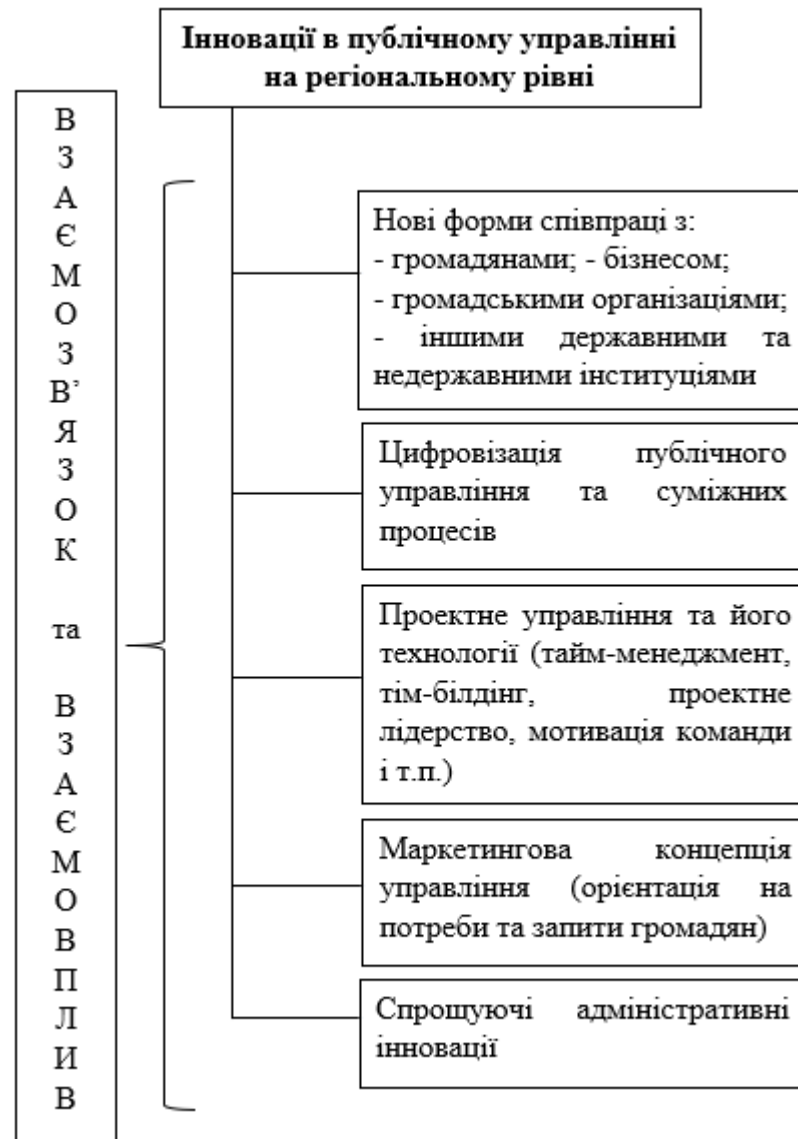 Інновації в публічному управлінні
на регіональному рівні
В
З
А
Є
М
О
З
В’
Я
З
О
К
та
В
З
А
Є
М
О
В
П
Л
И
В
Нові форми співпраці з:
- громадянами; - бізнесом;
- громадськими організаціями;
- іншими державними та
недержавними інституціями
Цифровізація публічного
управління та суміжних
процесів
Проектне управління та його
технології (тайм-менеджмент,
тім-білдінг, проектне
лідерство, мотивація команди
і т.п.)
Маркетингова концепція
управління (орієнтація на
потреби та запити громадян)
Спрощуючі адміністративні
інновації